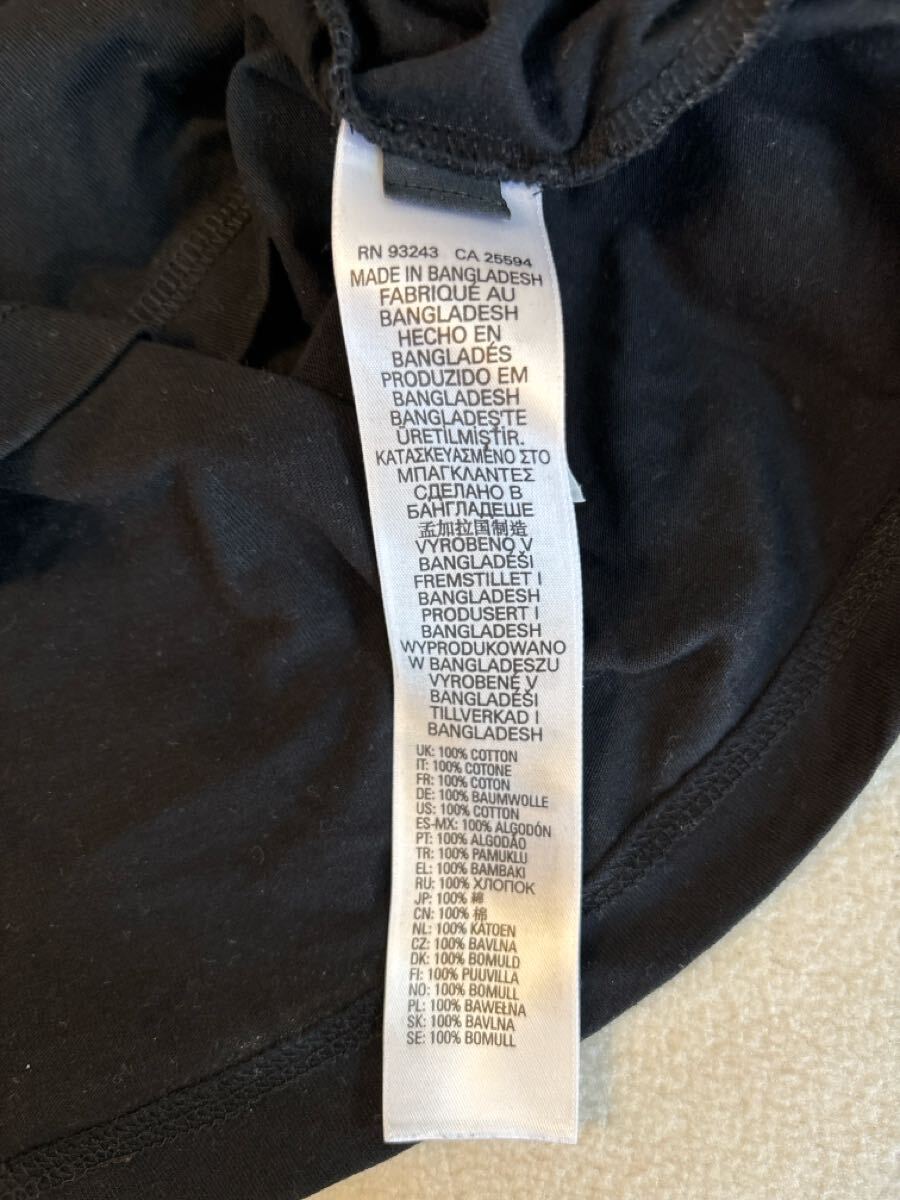 RN 93243 CA 25594
MADE IN BANGLADESH
FABRIQUÉ AU
BANGLADESH
HECHO EN
BANGLADÉS
PRODUZIDO EM
BANGLADESH
BANGLADEŞ'TE
ÜRETİLMİŞTİR.
ΚΑΤΑΣΚΕΥΑΣΜΕΝΟ ΣΤΟ
ΜΠΑΓΚΛΑΝΤΕΣ
СДЕЛАНО В
БАНГЛАДЕШЕ
孟加拉国制造
VYROBENO V
BANGLADÉŠI
FREMSTILLET I
BANGLADESH
PRODUSERT I
BANGLADESH
WYPRODUKOWANO
W BANGLADESZU
VYROBENÉ V
BANGLADÉŠI
TILLVERKAD I
BANGLADESH
UK: 100% COTTON
IT: 100% COTONE
FR: 100% COTON
DE: 100% BAUMWOLLE
US: 100% COTTON
ES-MX: 100% ALGODÓN
PT: 100% ALGODÃO
TR: 100% PAMUKLU
EL: 100% BAMBAKI
RU: 100% ХЛОПОК
JP: 100% 綿
CN: 100% 棉
NL: 100% KATOEN
CZ: 100% BAVLNA
DK: 100% BOMULD
FI: 100% PUUVILLA
NO: 100% BOMULL
PL: 100% BAWEŁNA
SK: 100% BAVLNA
SE: 100% BOMULL